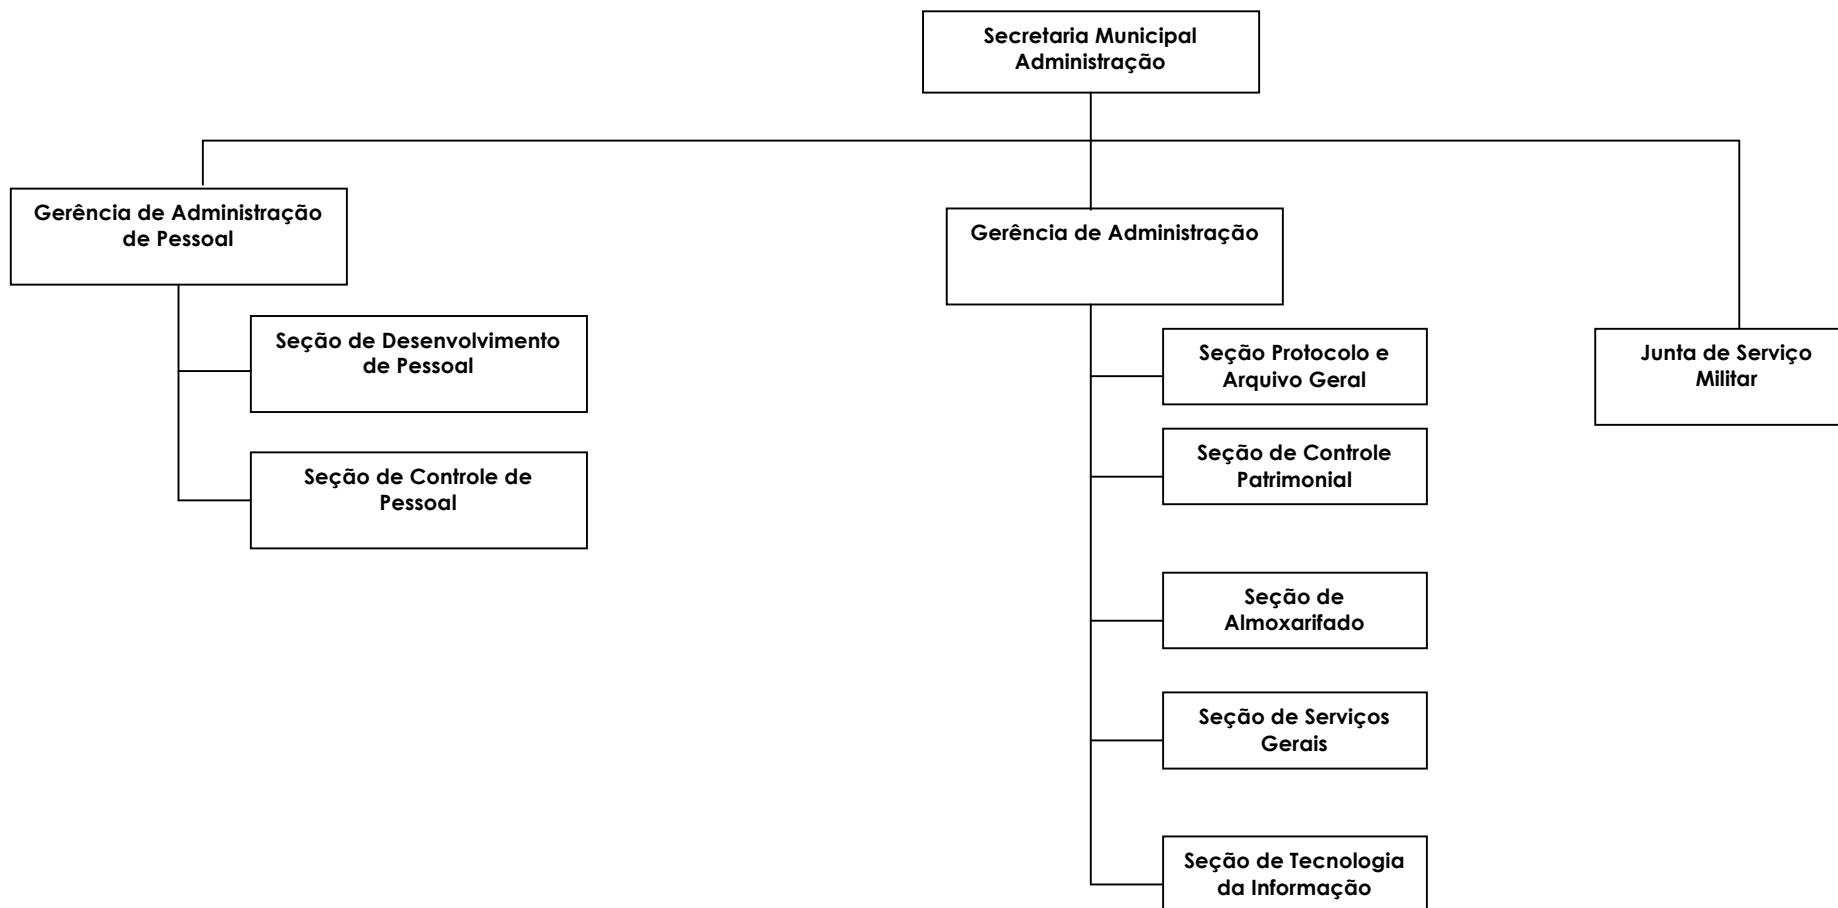 Secretaria Municipal
Administração
Gerência de Administração
de Pessoal
Gerência de Administração
Seção de Desenvolvimento
de Pessoal
Seção Protocolo e
Arquivo Geral
Junta de Serviço
Militar
Seção de Controle de
Pessoal
Seção de Controle
Patrimonial
Seção de
Almoxarifado
Seção de Serviços
Gerais
Seção de Tecnologia
da Informação